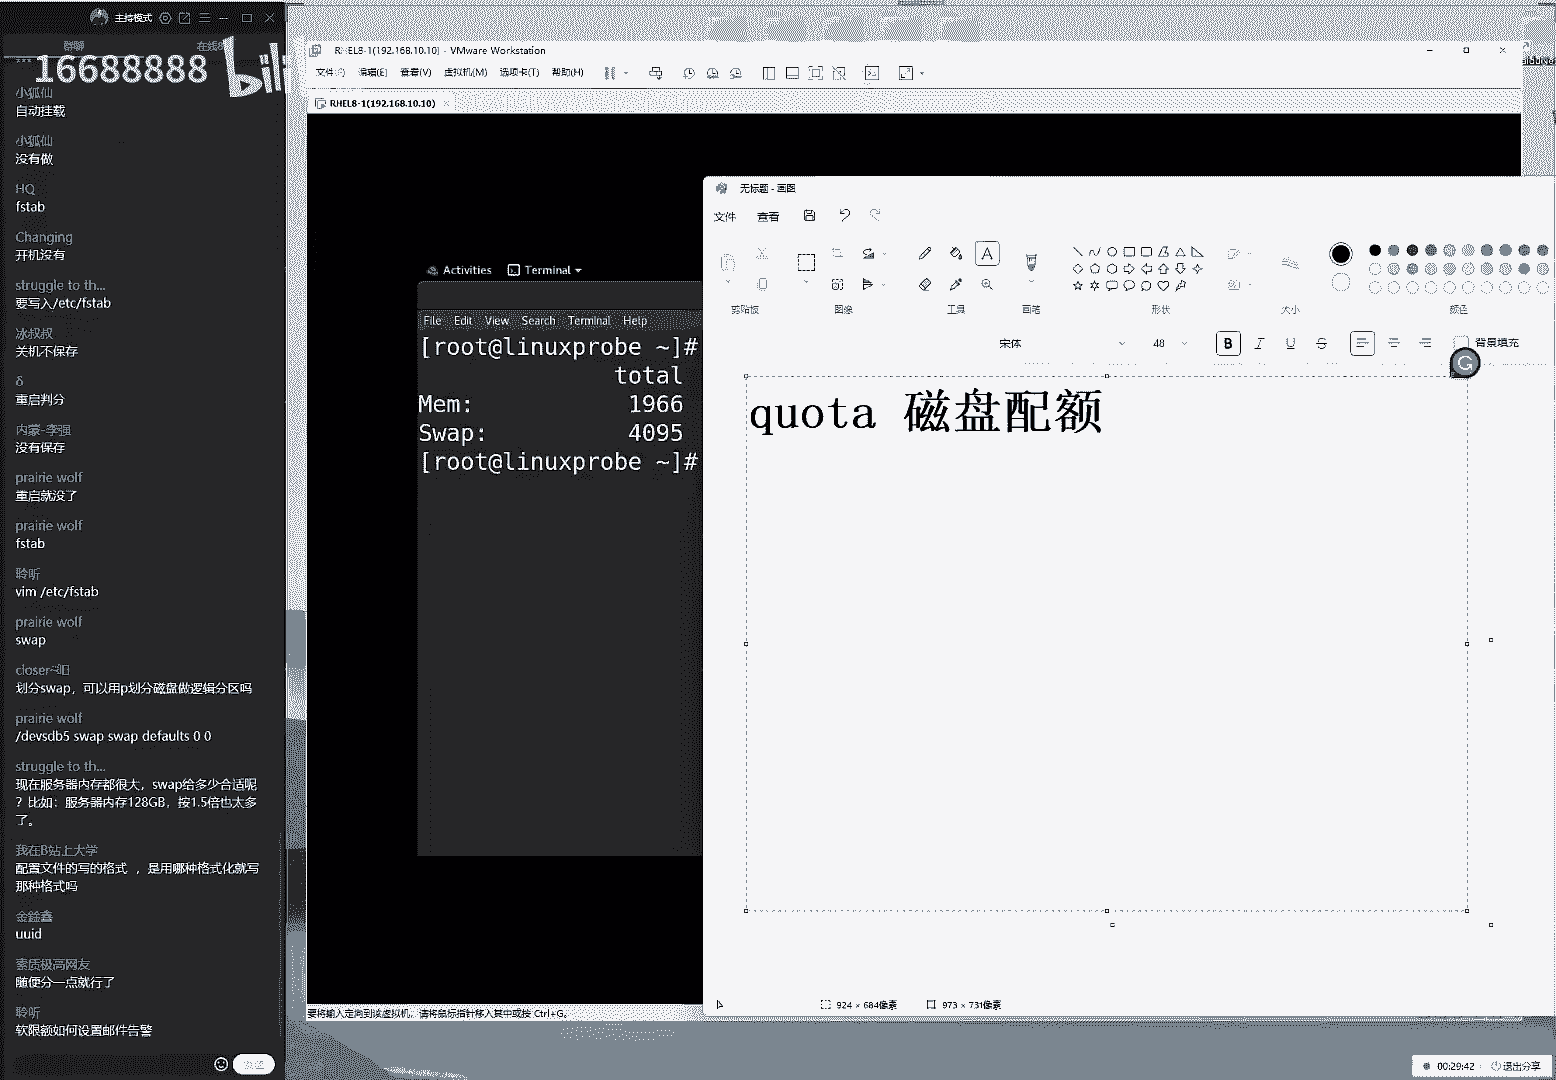 主持模式
群聊
16688888
bili
小狐仙
自动挂载
小狐仙
没有做
HQ
fstab
Changing
开机没有
struggle to th...
要写入/etc/fstab
冰叔叔
关机不保存
δ
重启判分
内蒙-李强
没有保存
prairie wolf
重启就没了
prairie wolf
fstab
聆昕
vim /etc/fstab
prairie wolf
swap
划分swap，可以用p划分磁盘做逻辑分区吗
prairie wolf
/devsdb5 swap swap defaults 0 0
struggle to th...
现在服务器内存都很大，swap给多少合适呢
？比如：服务器内存128GB，按1.5倍也太多
了。
我在B站上大学
配置文件的写的格式 ，是用哪种格式化就写
那种格式吗
uuid
素质极高网友
随便分一点就行了
聆昕
软限额如何设置邮件告警
RHEL8-1(192.168.10.10) - VMware Workstation
文件(F) 编辑(E) 查看(V) 虚拟机(M) 选项卡(T) 帮助(H)
RHEL8-1(192.168.10.10)
Activities Terminal
File Edit View Search Terminal Help
[root@linuxprobe ~]#
total
Mem: 1966
Swap: 4095
[root@linuxprobe ~]#
要将输入定向到该虚拟机，请将鼠标指针移入其中或按 Ctrl+G。
无标题 - 画图
文件 查看
A
剪贴板 图像 工具 画笔 形状 大小 颜色
宋体 48 B I U S 背景填充
G
quota 磁盘配额
924 × 684像素 973 × 731像素
00:29:42 退出分享